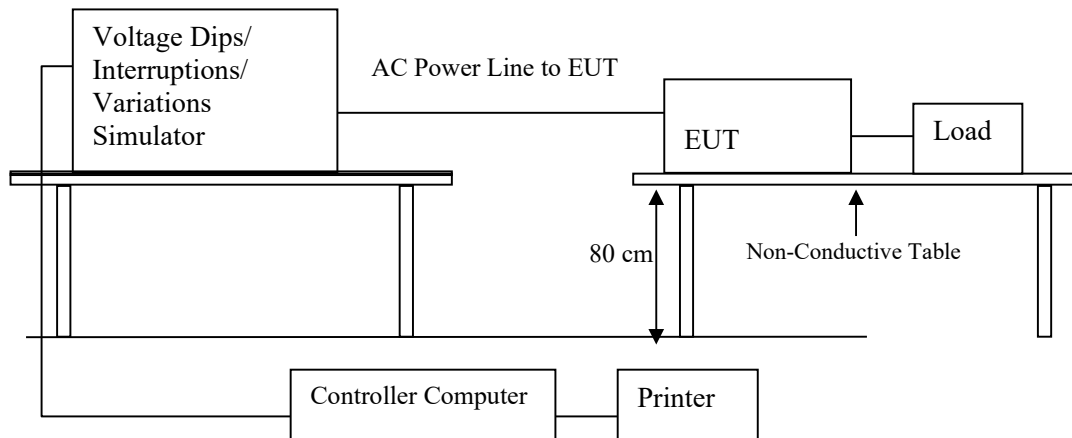 Voltage Dips/
Interruptions/
Variations
Simulator
AC Power Line to EUT
EUT
Load
80 cm
Non-Conductive Table
Controller Computer
Printer